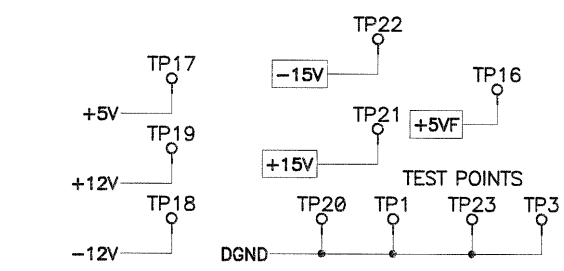 TP22
TP17
-15V
TP16
+5V
TP21
+5VF
TP19
+15V
+12V
TEST POINTS
TP18
TP20 TP1 TP23 TP3
-12V
DGND